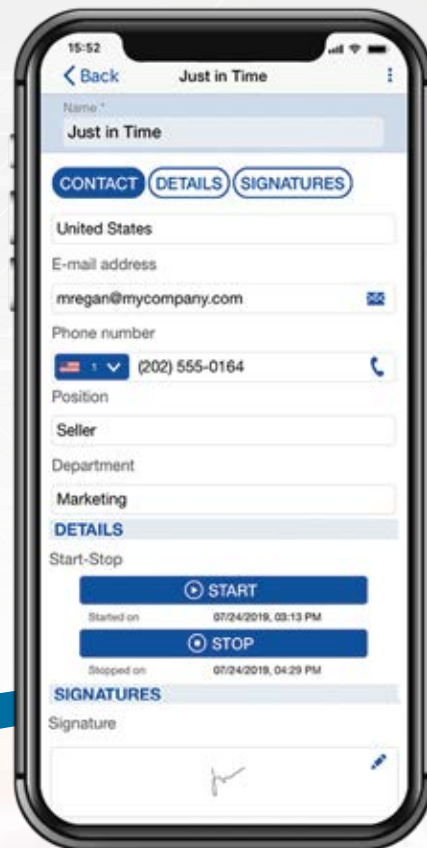 15:52
Back Just in Time
Name *
Just in Time
CONTACT DETAILS SIGNATURES
United States
E-mail address
mregan@mycompany.com
Phone number
1 (202) 555-0164
Position
Seller
Department
Marketing
DETAILS
Start-Stop
START
Started on 07/24/2019, 03:13 PM
STOP
Stopped on 07/24/2019, 04:29 PM
SIGNATURES
Signature